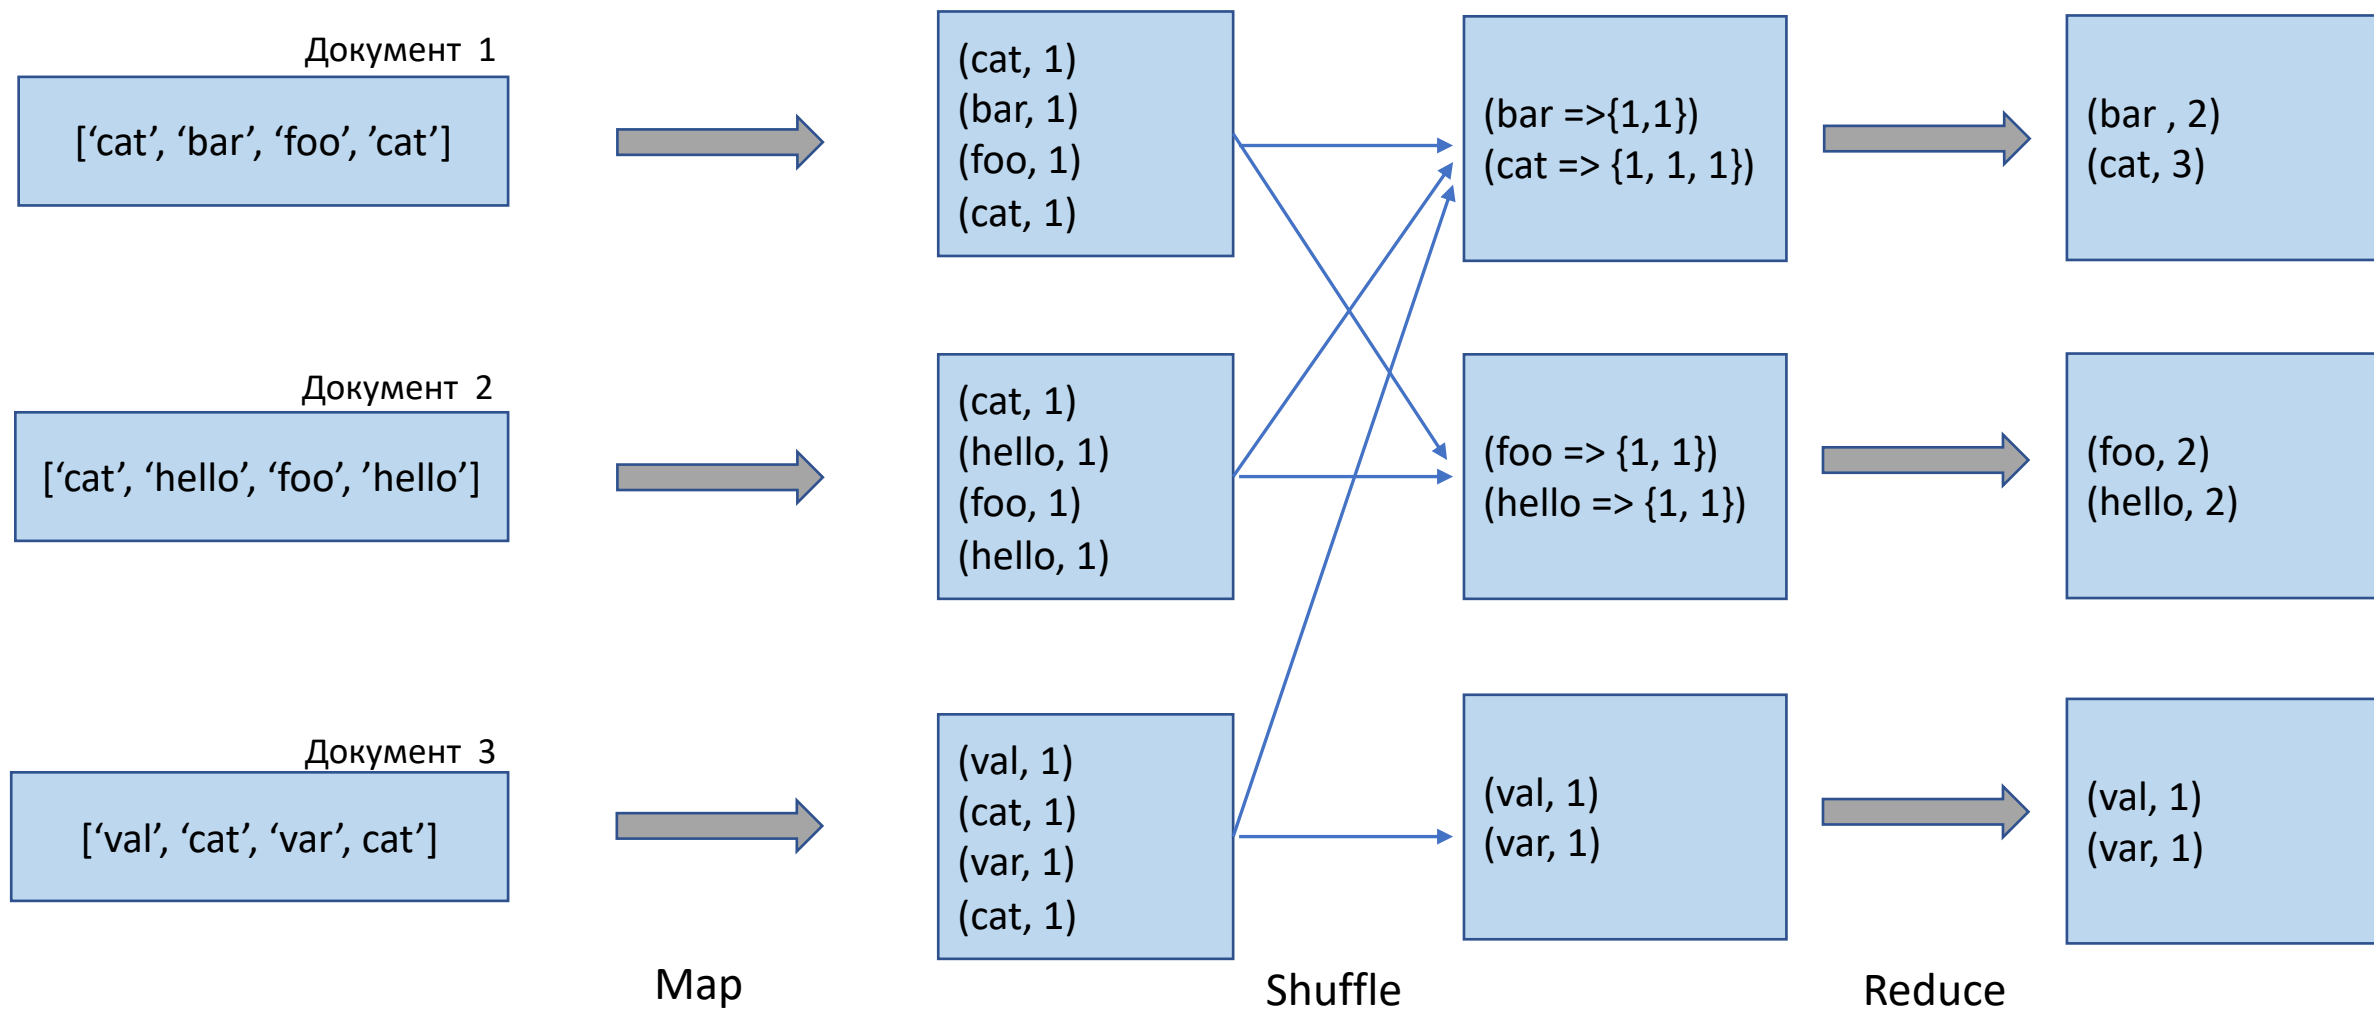 Документ 1
['cat', 'bar', 'foo', 'cat']
(cat, 1)
(bar, 1)
(foo, 1)
(cat, 1)
(bar =>{1,1})
(cat => {1, 1, 1})
(bar , 2)
(cat, 3)
Документ 2
[‘cat’, ‘hello’, ‘foo’, ’hello’]
(cat, 1)
(hello, 1)
(foo, 1)
(hello, 1)
(foo => {1, 1})
(hello => {1, 1})
(foo, 2)
(hello, 2)
Документ 3
[‘val’, ‘cat’, ‘var’, cat’]
(val, 1)
(cat, 1)
(var, 1)
(cat, 1)
(val, 1)
(var, 1)
(val, 1)
(var, 1)
Map
Shuffle
Reduce